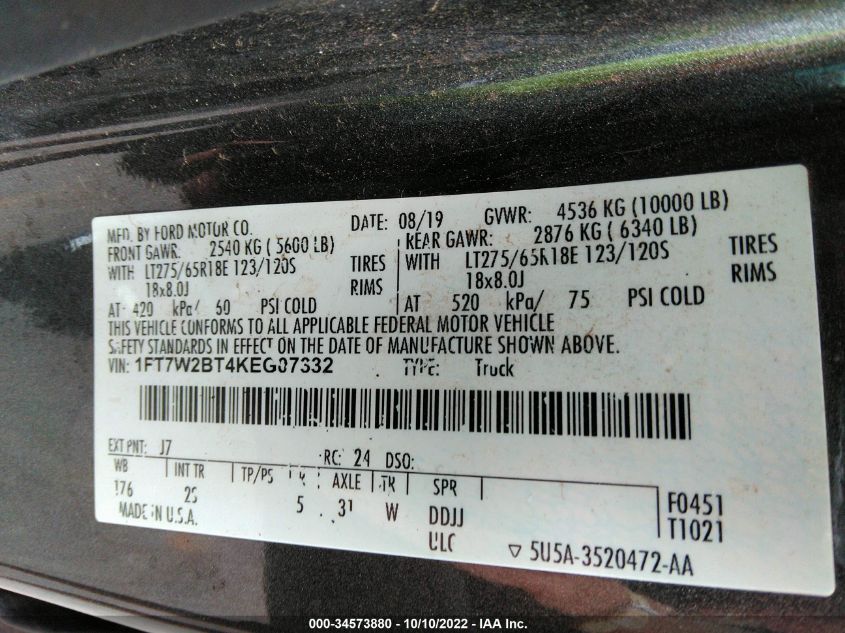 MFD. BY FORD MOTOR CO. DATE: 08/19 GVWR: 4536 KG (10000 LB)
FRONT GAWR: 2540 KG ( 5600 LB) REAR GAWR: 2876 KG ( 6340 LB)
WITH LT275/65R18E 123/120S TIRES WITH LT275/65R18E 123/120S TIRES
18x8.0J RIMS 18x8.0J RIMS
AT 420 kPa/ 60 PSI COLD AT 520 kPa/ 75 PSI COLD
THIS VEHICLE CONFORMS TO ALL APPLICABLE FEDERAL MOTOR VEHICLE
SAFETY STANDARDS IN EFFECT ON THE DATE OF MANUFACTURE SHOWN ABOVE.
VIN: 1FT7W2BT4KEG07332 TYPE: Truck
EXT PNT: J7 RC: 24 DSO:
WB INT TR TP/PS R AXLE TR SPR
176 5 31 W DDJJ F0451
MADE IN U.S.A. ULC T1021
▽ 5U5A-3520472-AA
000-34573880 - 10/10/2022 - IAA Inc.